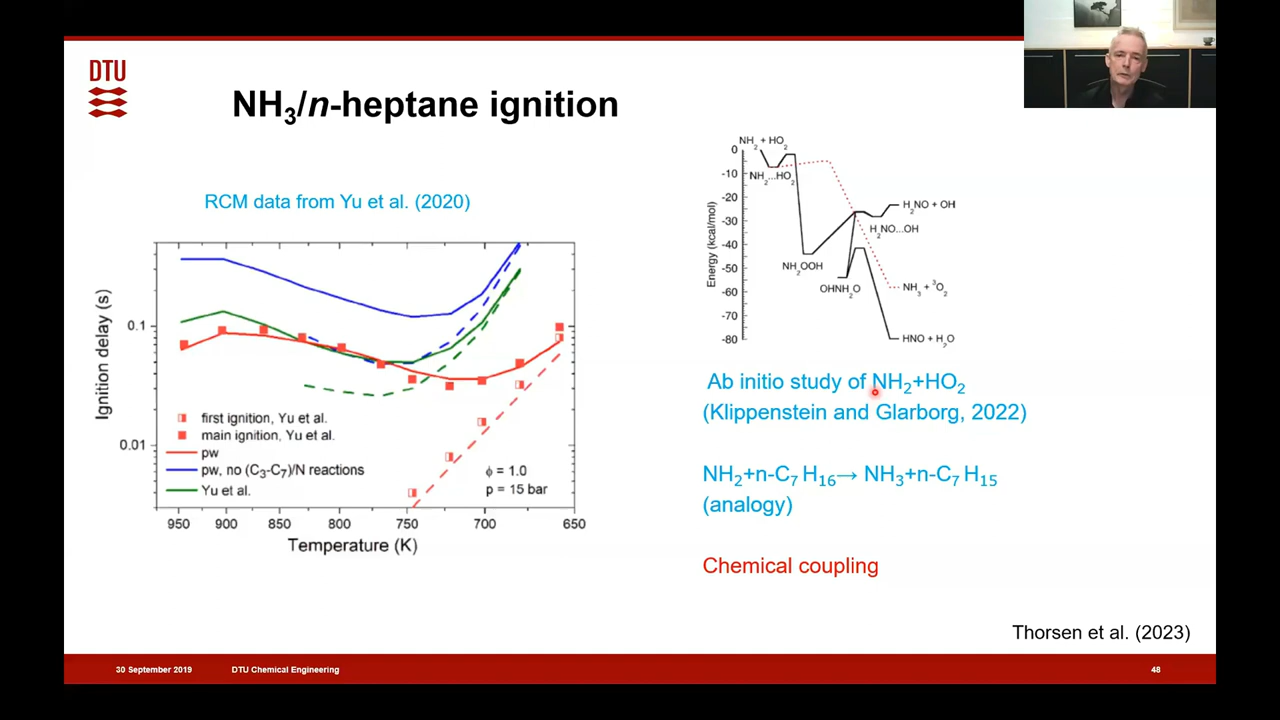 DTU
NH₃/n-heptane ignition
RCM data from Yu et al. (2020)
Ignition delay (s)
0.1
0.01
first ignition, Yu et al.
main ignition, Yu et al.
pw
pw, no (C₃-C₇)/N reactions
Yu et al.
ϕ = 1.0
p = 15 bar
950 900 850 800 750 700 650
Temperature (K)
Energy (kcal/mol)
0
-10
-20
-30
-40
-50
-60
-70
-80
NH₂ + HO₂
NH₂...HO₂
H₂NO + OH
H₂NO...OH
NH₂OOH
OHNH₂O
NH₃ + ³O₂
HNO + H₂O
Ab initio study of NH₂+HO₂
(Klippenstein and Glarborg, 2022)
NH₂+n-C₇H₁₆→ NH₃+n-C₇H₁₅
(analogy)
Chemical coupling
Thorsen et al. (2023)
30 September 2019 DTU Chemical Engineering 48